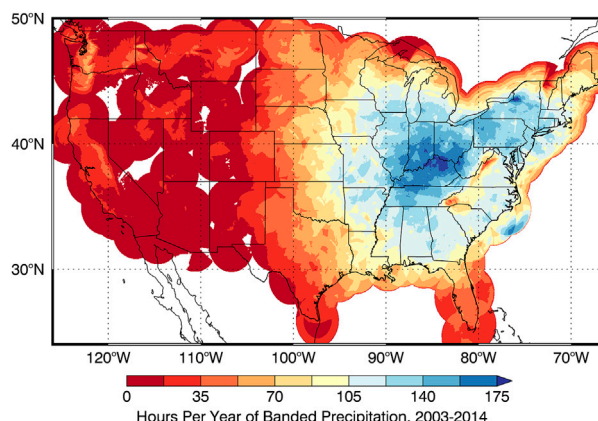 50°N
40°N
30°N
120°W 110°W 100°W 90°W 80°W 70°W
0 35 70 105 140 175
Hours Per Year of Banded Precipitation, 2003-2014